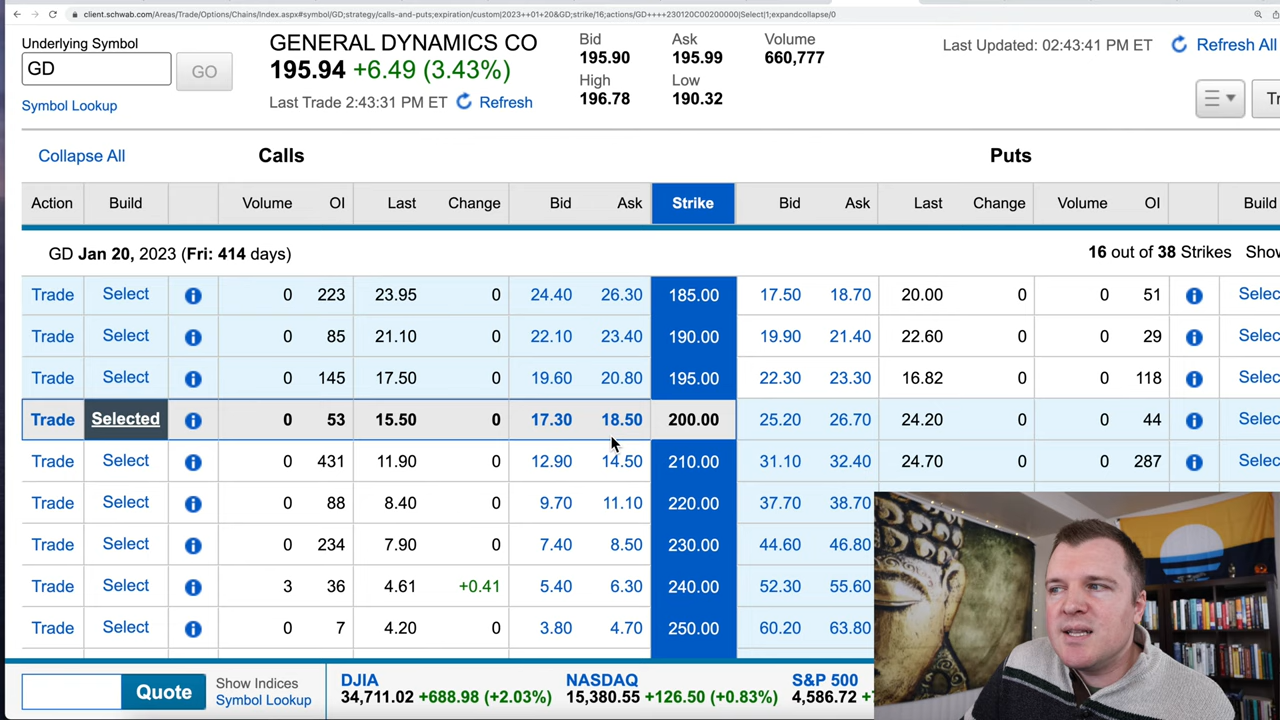 client.schwab.com/Areas/Trade/Options/Chains/Index.aspx#symbol/GD;strategy/calls-and-puts;expiration/custom|2023++01+20&GD;strike/16;actions/GD++++230120C00200000|Select|1;expandcollapse/0
Underlying Symbol
GD GO
Symbol Lookup
GENERAL DYNAMICS CO
195.94 +6.49 (3.43%)
Last Trade 2:43:31 PM ET Refresh
Bid Ask Volume
195.90 195.99 660,777
High Low
196.78 190.32
Last Updated: 02:43:41 PM ET Refresh All
Tr
Collapse All Calls Puts
Action Build Volume OI Last Change Bid Ask Strike Bid Ask Last Change Volume OI Build
GD Jan 20, 2023 (Fri: 414 days) 16 out of 38 Strikes Shov
Trade Select 0 223 23.95 0 24.40 26.30 185.00 17.50 18.70 20.00 0 0 51 Selec
Trade Select 0 85 21.10 0 22.10 23.40 190.00 19.90 21.40 22.60 0 0 29 Selec
Trade Select 0 145 17.50 0 19.60 20.80 195.00 22.30 23.30 16.82 0 0 118 Selec
Trade Selected 0 53 15.50 0 17.30 18.50 200.00 25.20 26.70 24.20 0 0 44 Selec
Trade Select 0 431 11.90 0 12.90 14.50 210.00 31.10 32.40 24.70 0 0 287 Selec
Trade Select 0 88 8.40 0 9.70 11.10 220.00 37.70 38.70
Trade Select 0 234 7.90 0 7.40 8.50 230.00 44.60 46.80
Trade Select 3 36 4.61 +0.41 5.40 6.30 240.00 52.30 55.60
Trade Select 0 7 4.20 0 3.80 4.70 250.00 60.20 63.80
Quote
Show Indices
Symbol Lookup
DJIA NASDAQ S&P 500
34,711.02 +688.98 (+2.03%) 15,380.55 +126.50 (+0.83%) 4,586.72 +7